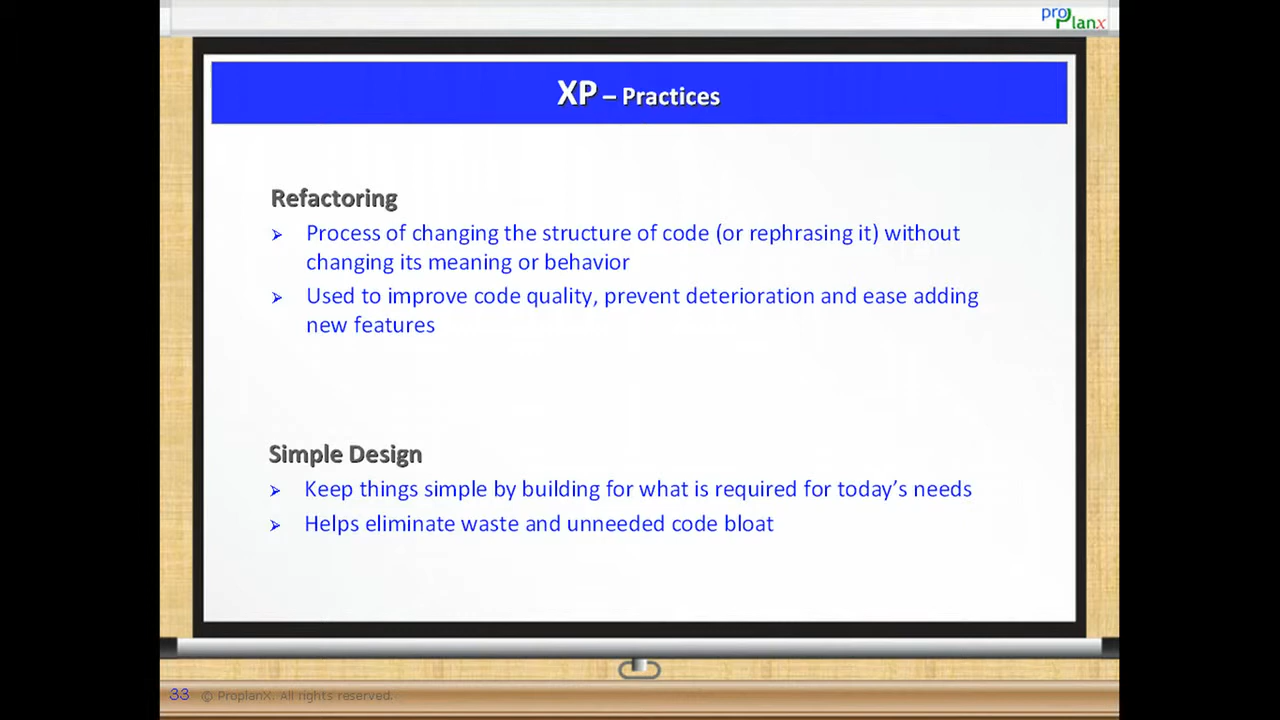 proPlanx
XP – Practices
Refactoring
➢ Process of changing the structure of code (or rephrasing it) without
changing its meaning or behavior
➢ Used to improve code quality, prevent deterioration and ease adding
new features
Simple Design
➢ Keep things simple by building for what is required for today’s needs
➢ Helps eliminate waste and unneeded code bloat
33 © ProplanX. All rights reserved.